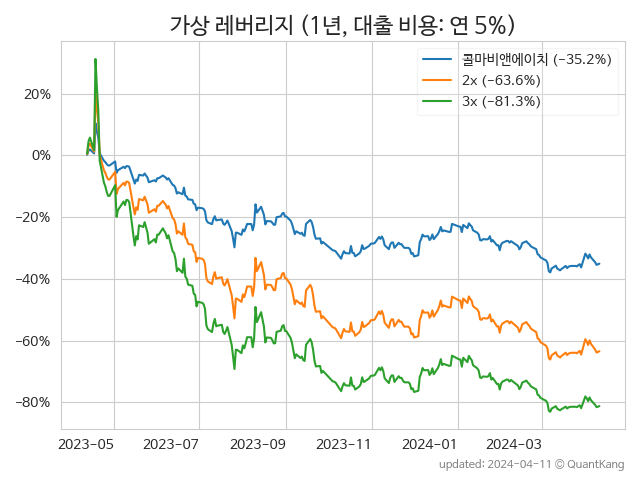 가상 레버리지 (1년, 대출 비용: 연 5%)
콜마비앤에이치 (−35.2%)
2x (−63.6%)
3x (−81.3%)
20%
0%
−20%
−40%
−60%
−80%
2023-05 2023-07 2023-09 2023-11 2024-01 2024-03
updated: 2024-04-11 © QuantKang